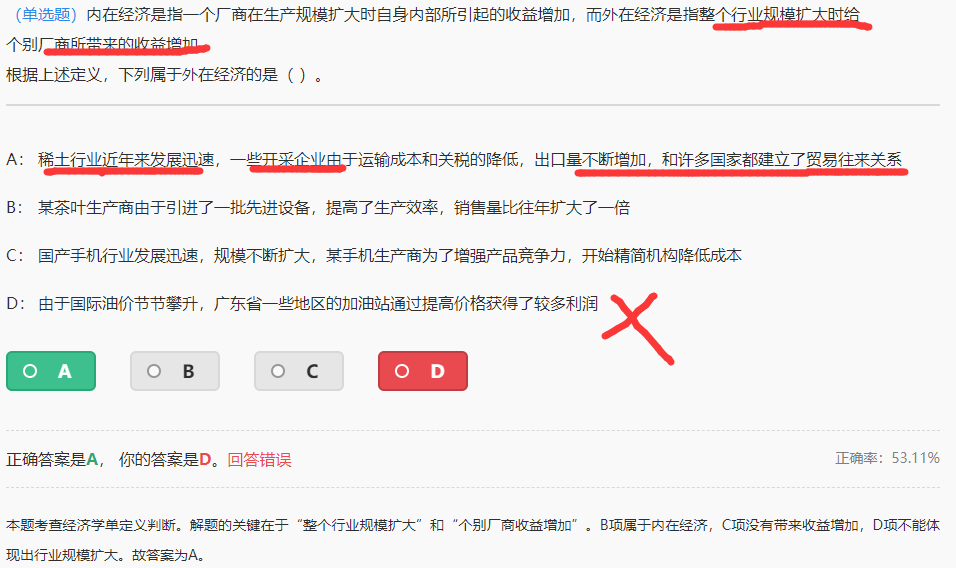 （单选题）内在经济是指一个厂商在生产规模扩大时自身内部所引起的收益增加，而外在经济是指整个行业规模扩大时给
个别厂商所带来的收益增加。
根据上述定义，下列属于外在经济的是（ ）。
A： 稀土行业近年来发展迅速，一些开采企业由于运输成本和关税的降低，出口量不断增加，和许多国家都建立了贸易往来关系
B： 某茶叶生产商由于引进了一批先进设备，提高了生产效率，销售量比往年扩大了一倍
C： 国产手机行业发展迅速，规模不断扩大，某手机生产商为了增强产品竞争力，开始精简机构降低成本
D： 由于国际油价节节攀升，广东省一些地区的加油站通过提高价格获得了较多利润
A B C D
正确答案是A， 你的答案是D。回答错误 正确率：53.11%
本题考查经济学单定义判断。解题的关键在于“整个行业规模扩大”和“个别厂商收益增加”。B项属于内在经济，C项没有带来收益增加，D项不能体
现出行业规模扩大。故答案为A。